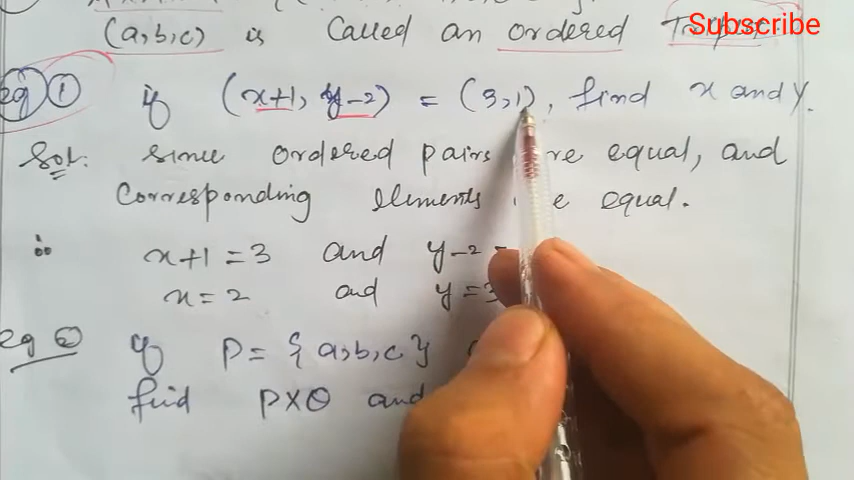 (a,b,c) is called an ordered
Subscribe
eg ① if (x+1, y-2) = (3,1), find x and y.
Sol: since ordered pairs are equal, and
corresponding elements equal.
∴ x+1 = 3 and y-2 =
x = 2 and y = 3
eg ② if P = {a,b,c}
find P×Q and